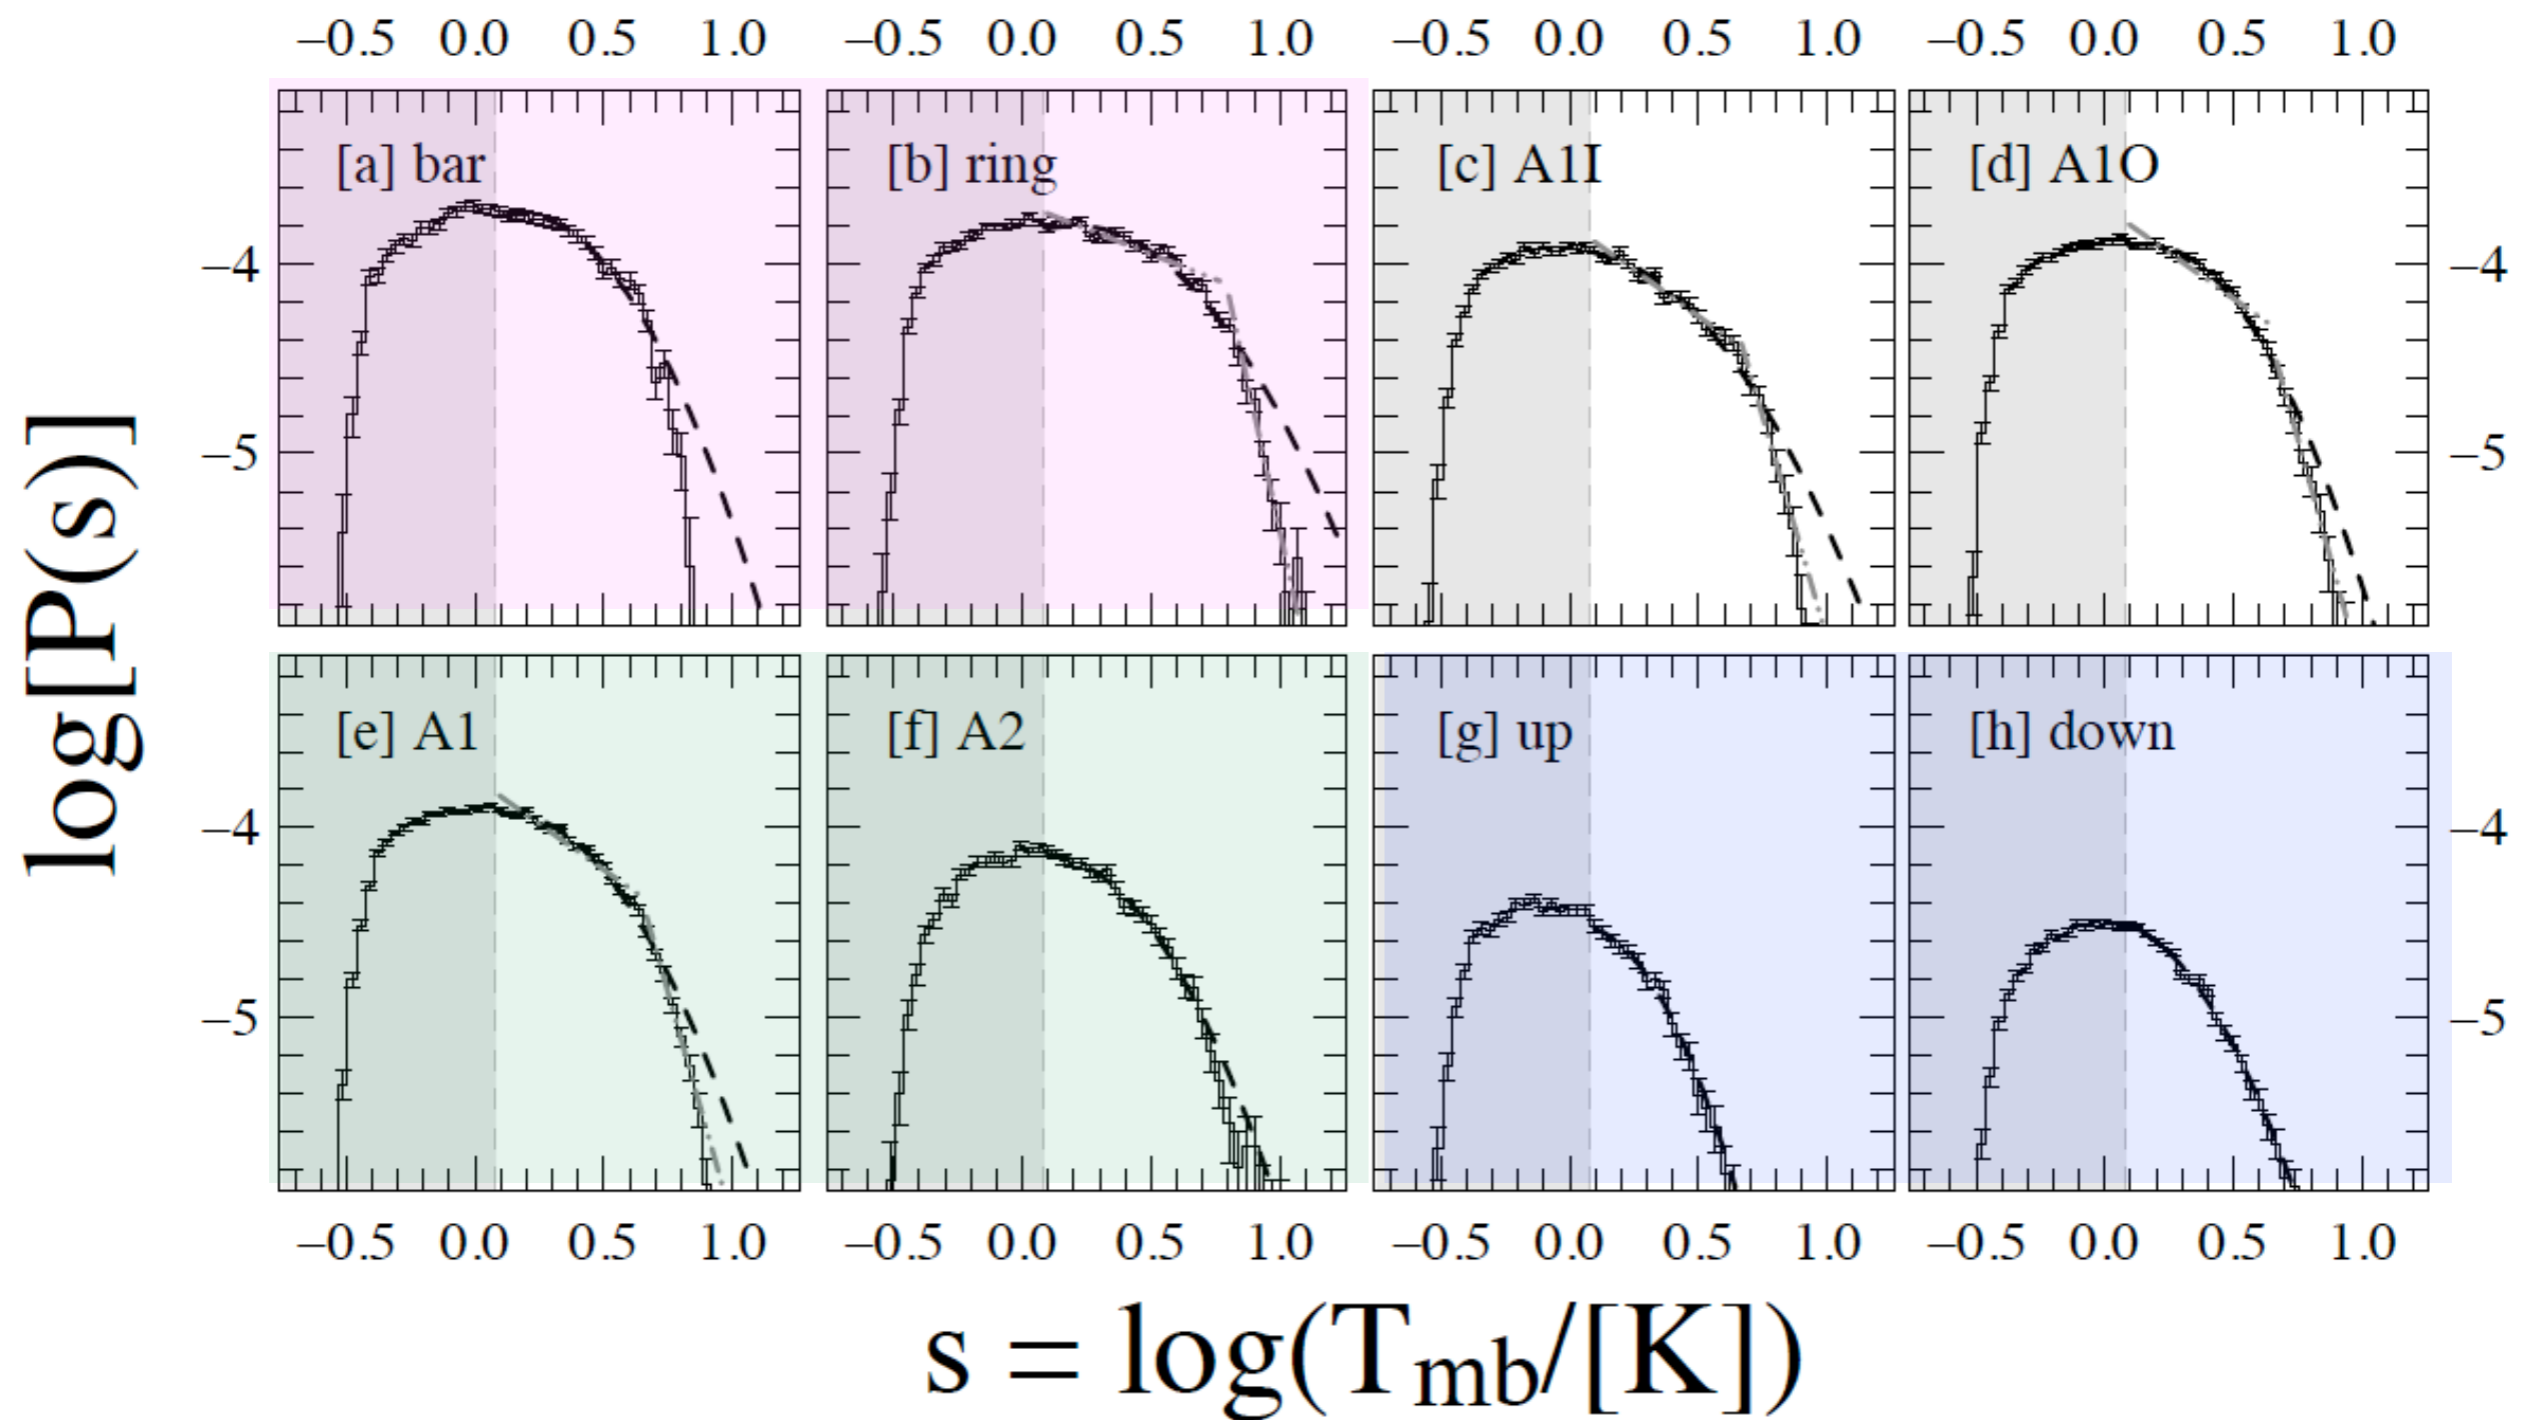 −0.5 0.0 0.5 1.0 −0.5 0.0 0.5 1.0 −0.5 0.0 0.5 1.0 −0.5 0.0 0.5 1.0
[a] bar [b] ring [c] A1I [d] A1O
−4 −4
−5 −5
log[P(s)]
[e] A1 [f] A2 [g] up [h] down
−4 −4
−5 −5
−0.5 0.0 0.5 1.0 −0.5 0.0 0.5 1.0 −0.5 0.0 0.5 1.0 −0.5 0.0 0.5 1.0
s = log(Tmb/[K])